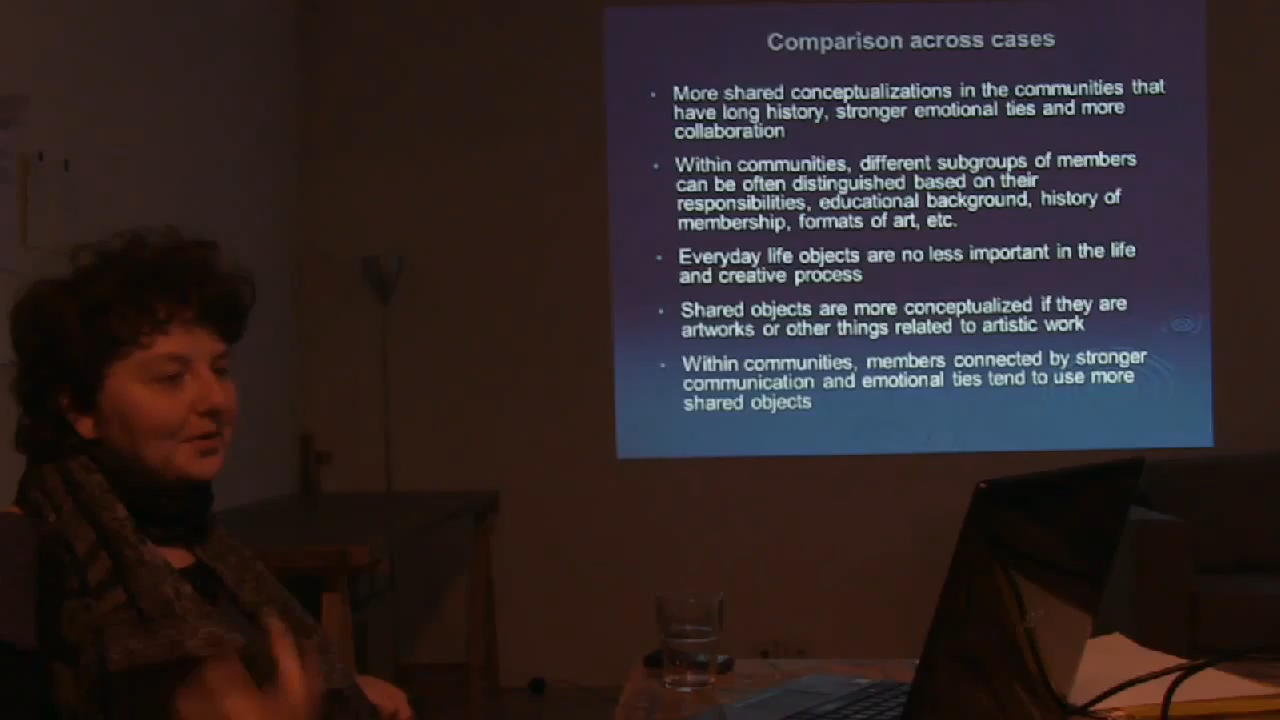 Comparison across cases
More shared conceptualizations in the communities that
have long history, stronger emotional ties and more
collaboration
Within communities, different subgroups of members
can be often distinguished based on their
responsibilities, educational background, history of
membership, formats of art, etc.
Everyday life objects are no less important in the life
and creative process
Shared objects are more conceptualized if they are
artworks or other things related to artistic work
Within communities, members connected by stronger
communication and emotional ties tend to use more
shared objects